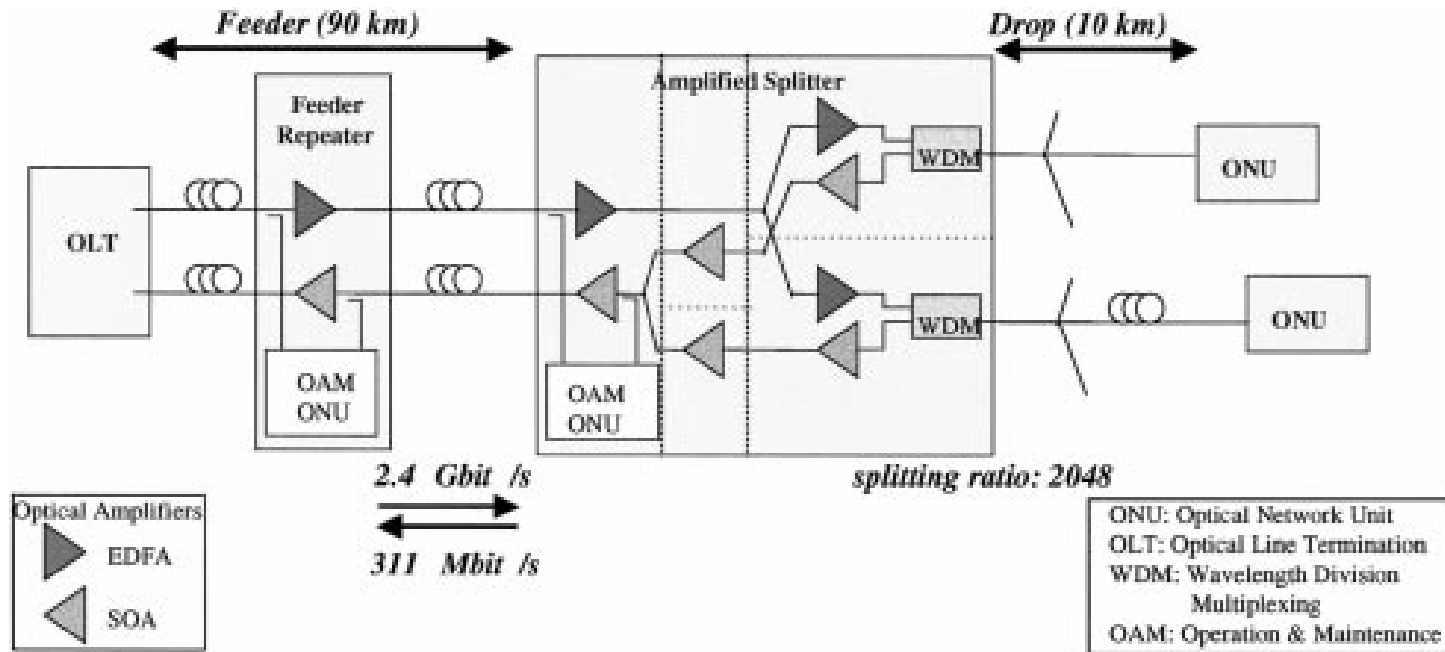 Feeder (90 km)
Drop (10 km)
Amplified Splitter
Feeder
Repeater
WDM
ONU
OLT
WDM
ONU
OAM
ONU
OAM
ONU
2.4 Gbit /s
311 Mbit /s
splitting ratio: 2048
Optical Amplifiers
EDFA
SOA
ONU: Optical Network Unit
OLT: Optical Line Termination
WDM: Wavelength Division
Multiplexing
OAM: Operation & Maintenance